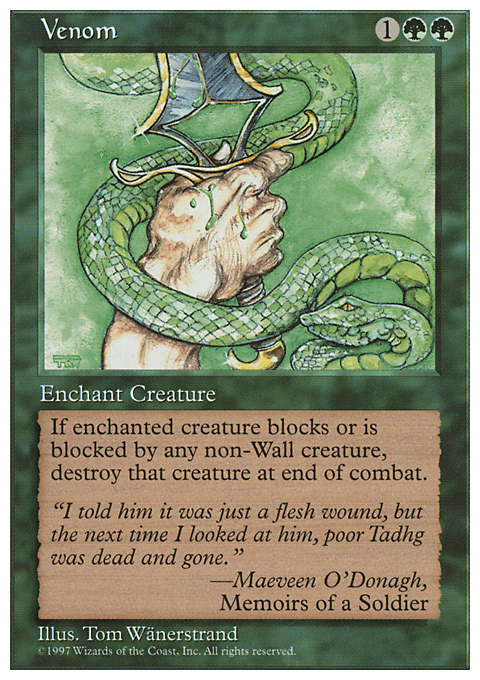 Venom 1
Enchant Creature
If enchanted creature blocks or is
blocked by any non-Wall creature,
destroy that creature at end of combat.
“I told him it was just a flesh wound, but
the next time I looked at him, poor Tadhg
was dead and gone.”
—Maeveen O’Donagh,
Memoirs of a Soldier
Illus. Tom Wänerstrand
©1997 Wizards of the Coast, Inc. All rights reserved.